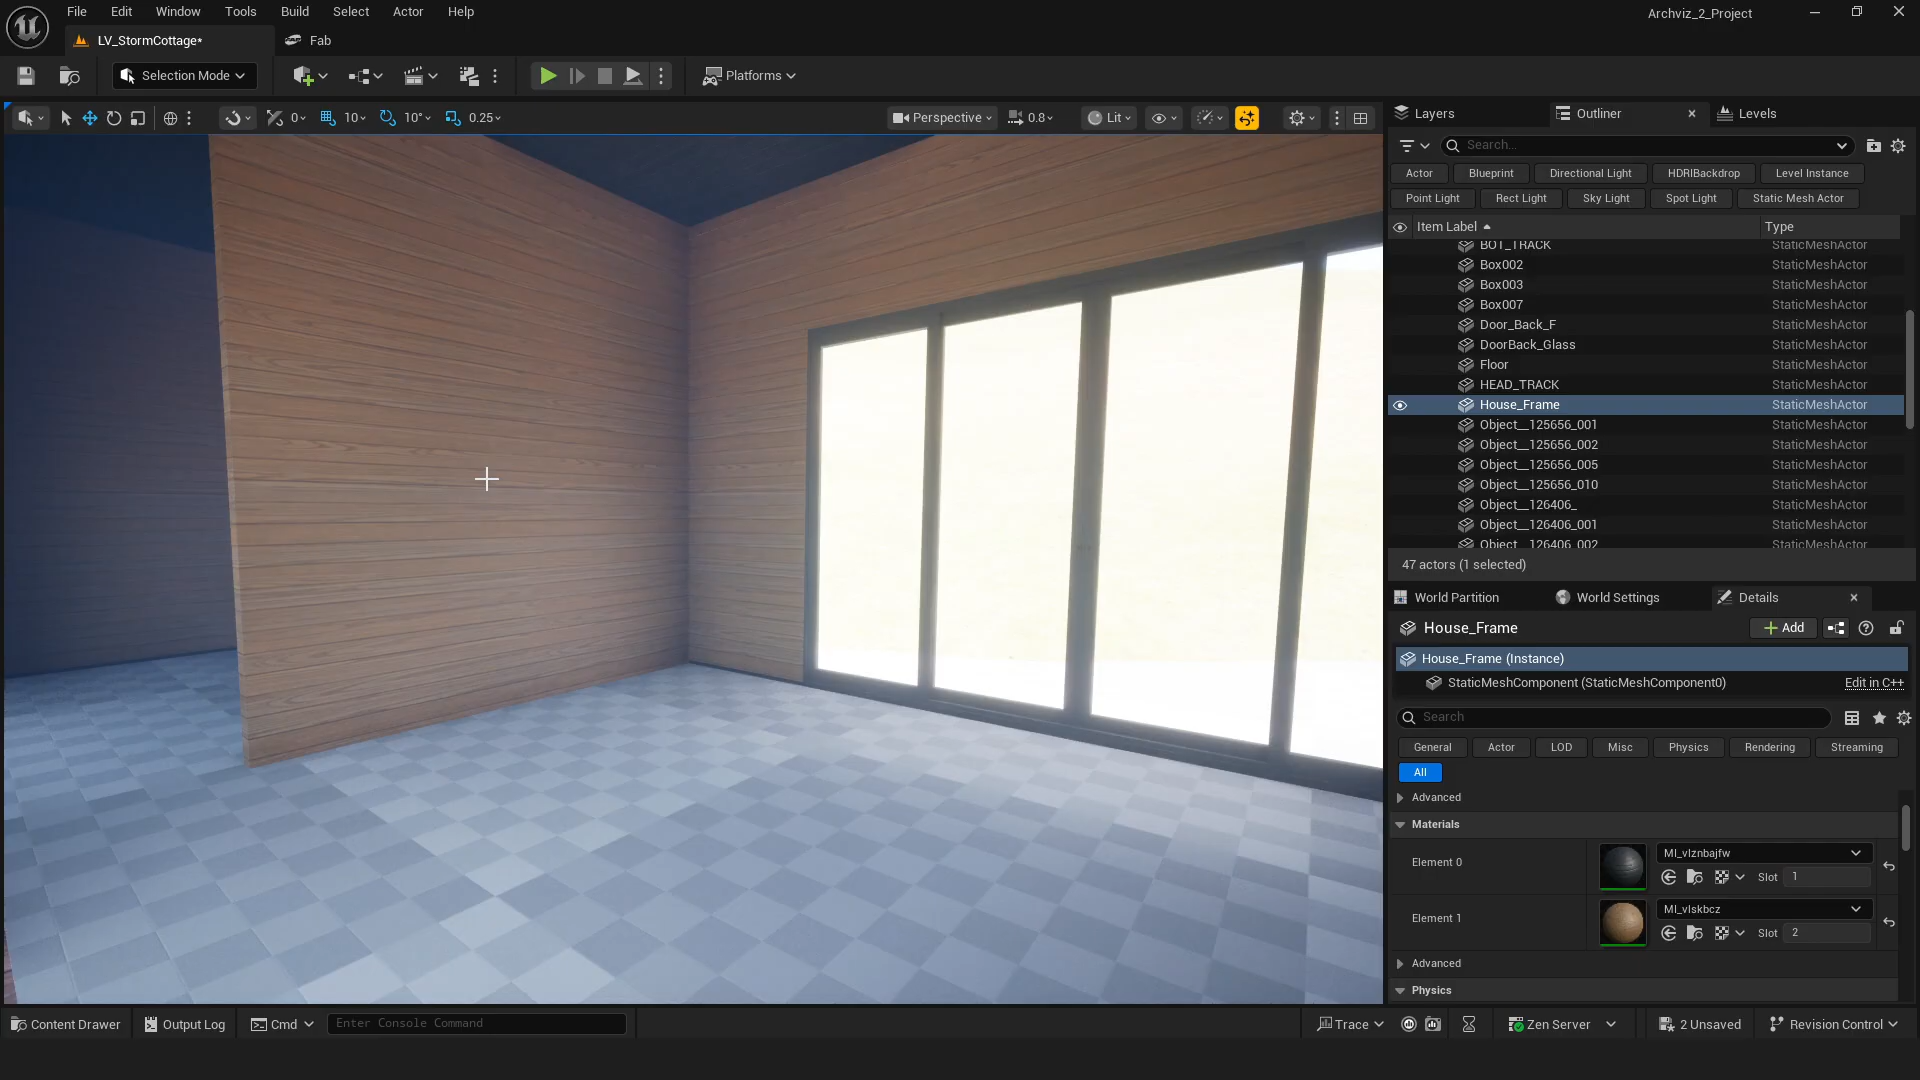 File Edit Window Tools Build Select Actor Help
Archviz_2_Project
LV_StormCottage*
Fab
Selection Mode
Platforms
0
10
10°
0.25
Perspective
0.8
Lit
Layers
Outliner
Levels
Search...
Actor
Blueprint
Directional Light
HDRIBackdrop
Level Instance
Point Light
Rect Light
Sky Light
Spot Light
Static Mesh Actor
Item Label
Type
BOT_TRACK StaticMeshActor
Box002 StaticMeshActor
Box003 StaticMeshActor
Box007 StaticMeshActor
Door_Back_F StaticMeshActor
DoorBack_Glass StaticMeshActor
Floor StaticMeshActor
HEAD_TRACK StaticMeshActor
House_Frame StaticMeshActor
Object__125656_001 StaticMeshActor
Object__125656_002 StaticMeshActor
Object__125656_005 StaticMeshActor
Object__125656_010 StaticMeshActor
Object__126406_ StaticMeshActor
Object__126406_001 StaticMeshActor
Object__126406_002 StaticMeshActor
47 actors (1 selected)
World Partition
World Settings
Details
House_Frame
Add
House_Frame (Instance)
StaticMeshComponent (StaticMeshComponent0)
Edit in C++
Search
General
Actor
LOD
Misc
Physics
Rendering
Streaming
All
Advanced
Materials
Element 0
MI_vlznbajfw
Slot 1
Element 1
MI_vlskbcz
Slot 2
Advanced
Physics
Content Drawer
Output Log
Cmd
Enter Console Command
Trace
Zen Server
2 Unsaved
Revision Control